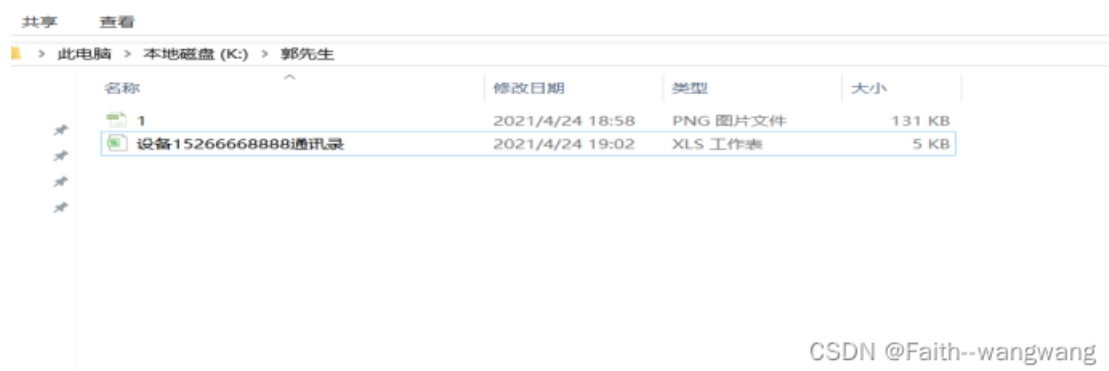 共享 查看
> 此电脑 > 本地磁盘 (K:) > 郭先生
名称 修改日期 类型 大小
1 2021/4/24 18:58 PNG 图片文件 131 KB
设备15266668888通讯录 2021/4/24 19:02 XLS 工作表 5 KB
CSDN @Faith--wangwang